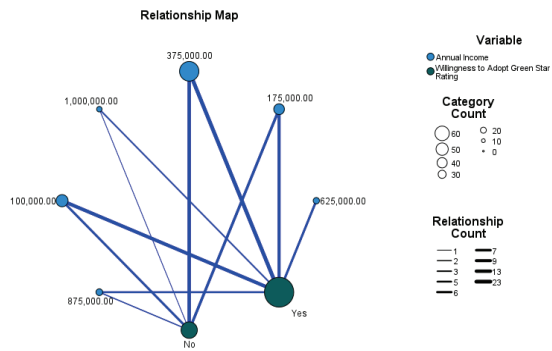 Relationship Map
375,000.00
1,000,000.00
175,000.00
100,000.00
625,000.00
875,000.00
Yes
No
Variable
Annual Income
Willingness to Adopt Green Star
Rating
Category
Count
60
50
40
30
20
10
0
Relationship
Count
1
2
3
5
6
7
9
13
23